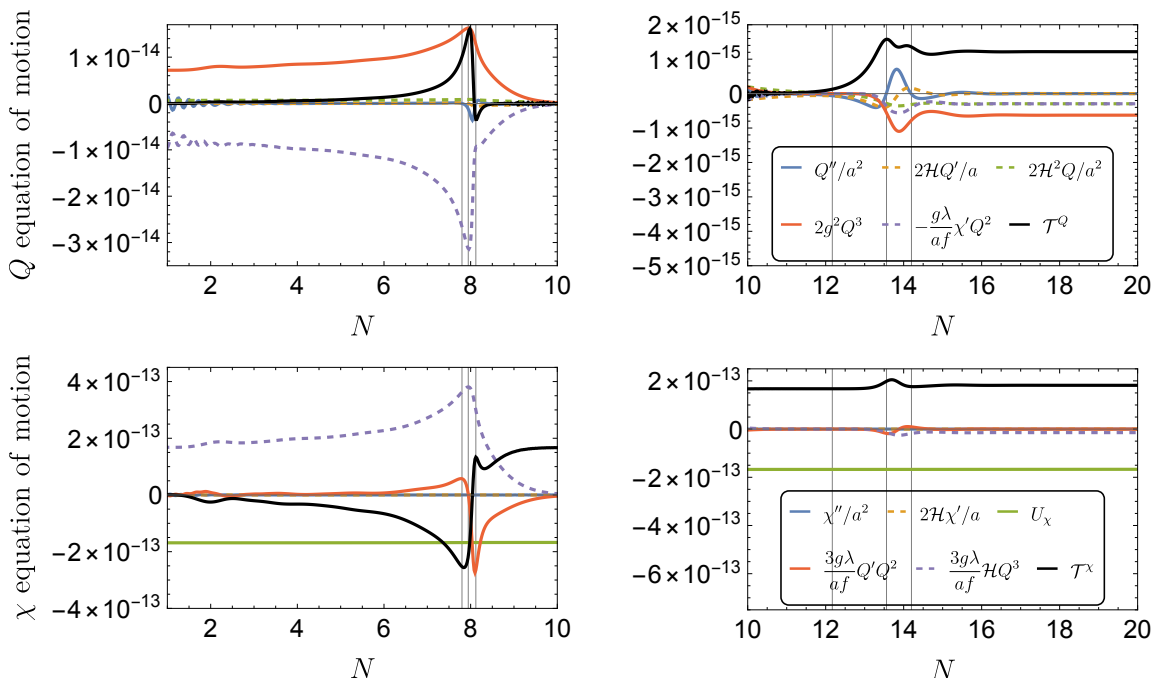 Q equation of motion
1×10⁻¹⁴
0
−1×10⁻¹⁴
−2×10⁻¹⁴
−3×10⁻¹⁴
2 4 6 8 10
N
2×10⁻¹⁵
1×10⁻¹⁵
0
−1×10⁻¹⁵
−2×10⁻¹⁵
−3×10⁻¹⁵
−4×10⁻¹⁵
−5×10⁻¹⁵
10 12 14 16 18 20
N
Q″/a² 2ℋQ′/a 2ℋ²Q/a²
2g²Q³ −gλ/af χ′Q² 𝒯^Q
χ equation of motion
4×10⁻¹³
2×10⁻¹³
0
−2×10⁻¹³
−4×10⁻¹³
2 4 6 8 10
N
2×10⁻¹³
0
−2×10⁻¹³
−4×10⁻¹³
−6×10⁻¹³
10 12 14 16 18 20
N
χ″/a² 2ℋχ′/a U_χ
3gλ/af Q′Q² 3gλ/af ℋQ³ 𝒯^χ